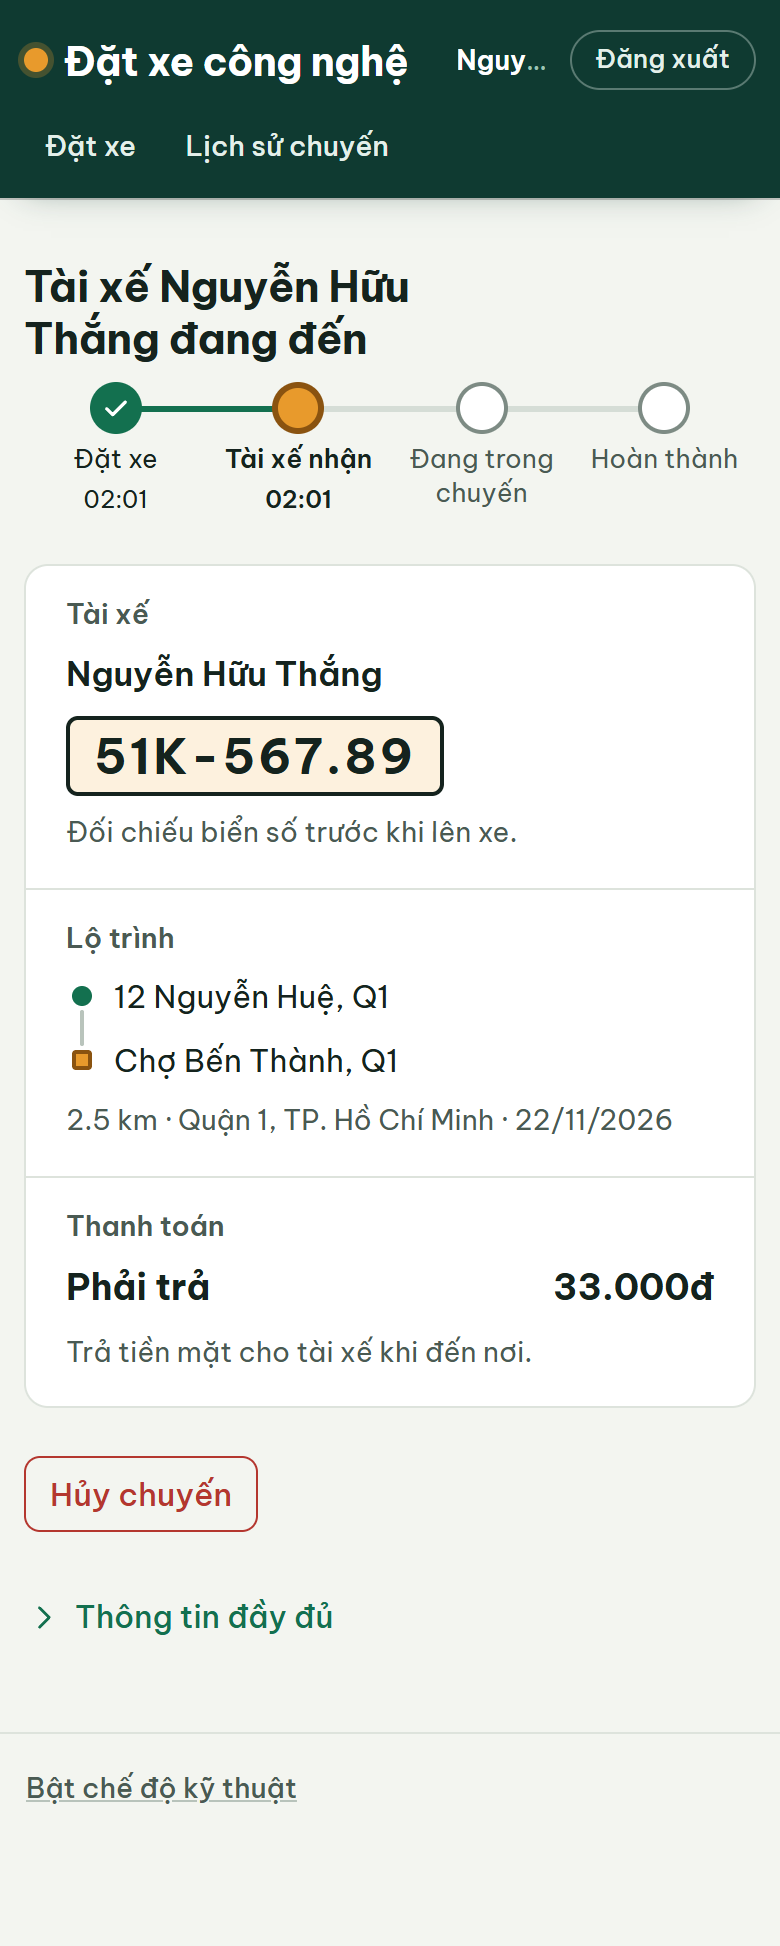 Đặt xe công nghệ
Nguy...
Đăng xuất
Đặt xe
Lịch sử chuyến
Tài xế Nguyễn Hữu
Thắng đang đến
Đặt xe
02:01
Tài xế nhận
02:01
Đang trong
chuyến
Hoàn thành
Tài xế
Nguyễn Hữu Thắng
51K-567.89
Đối chiếu biển số trước khi lên xe.
Lộ trình
12 Nguyễn Huệ, Q1
Chợ Bến Thành, Q1
2.5 km · Quận 1, TP. Hồ Chí Minh · 22/11/2026
Thanh toán
Phải trả
33.000đ
Trả tiền mặt cho tài xế khi đến nơi.
Hủy chuyến
Thông tin đầy đủ
Bật chế độ kỹ thuật